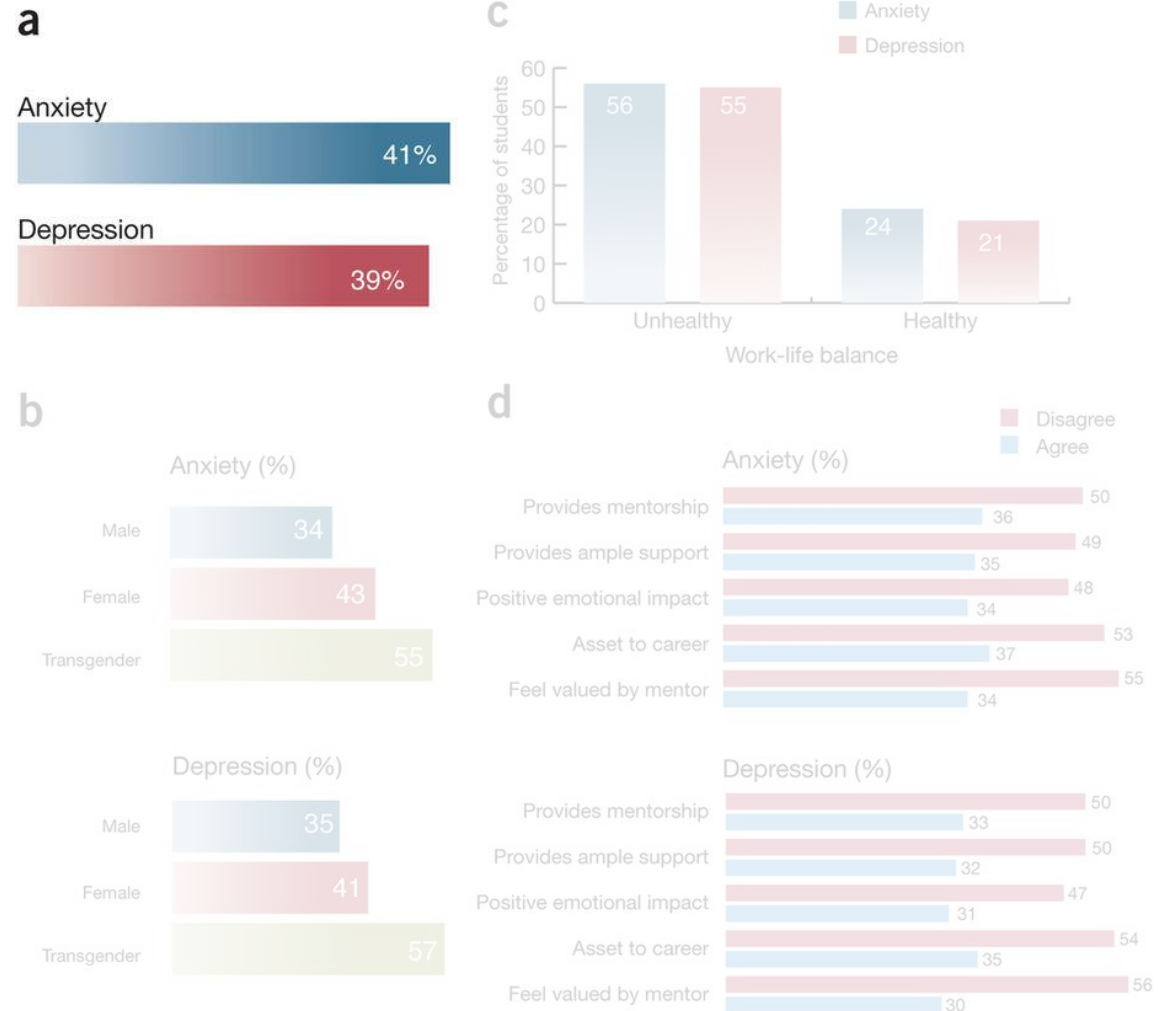 a
Anxiety
41%
Depression
39%
b
Anxiety (%)
Male
34
Female
43
Transgender
55
Depression (%)
Male
35
Female
41
Transgender
57
c
Anxiety
Depression
Percentage of students
60
50
40
30
20
10
0
56
55
24
21
Unhealthy
Healthy
Work-life balance
d
Disagree
Agree
Anxiety (%)
Provides mentorship
50
36
Provides ample support
49
35
Positive emotional impact
48
34
Asset to career
53
37
Feel valued by mentor
55
34
Depression (%)
Provides mentorship
50
33
Provides ample support
50
32
Positive emotional impact
47
31
Asset to career
54
35
Feel valued by mentor
56
30